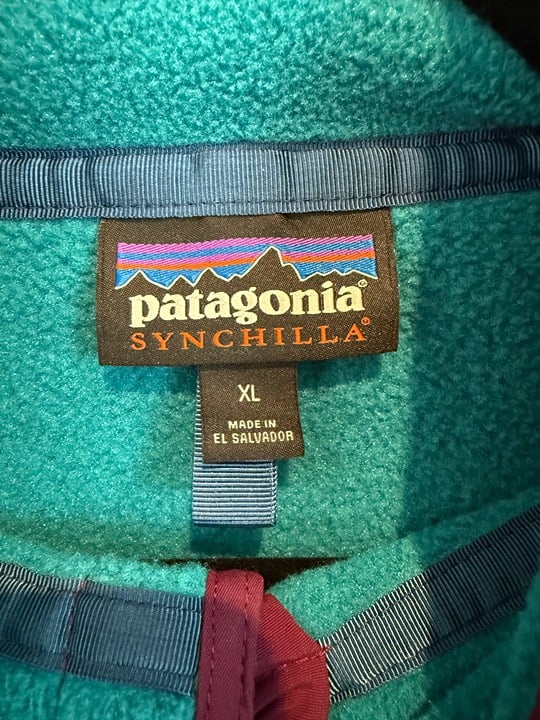 patagonia®
SYNCHILLA®
XL
MADE IN
EL SALVADOR